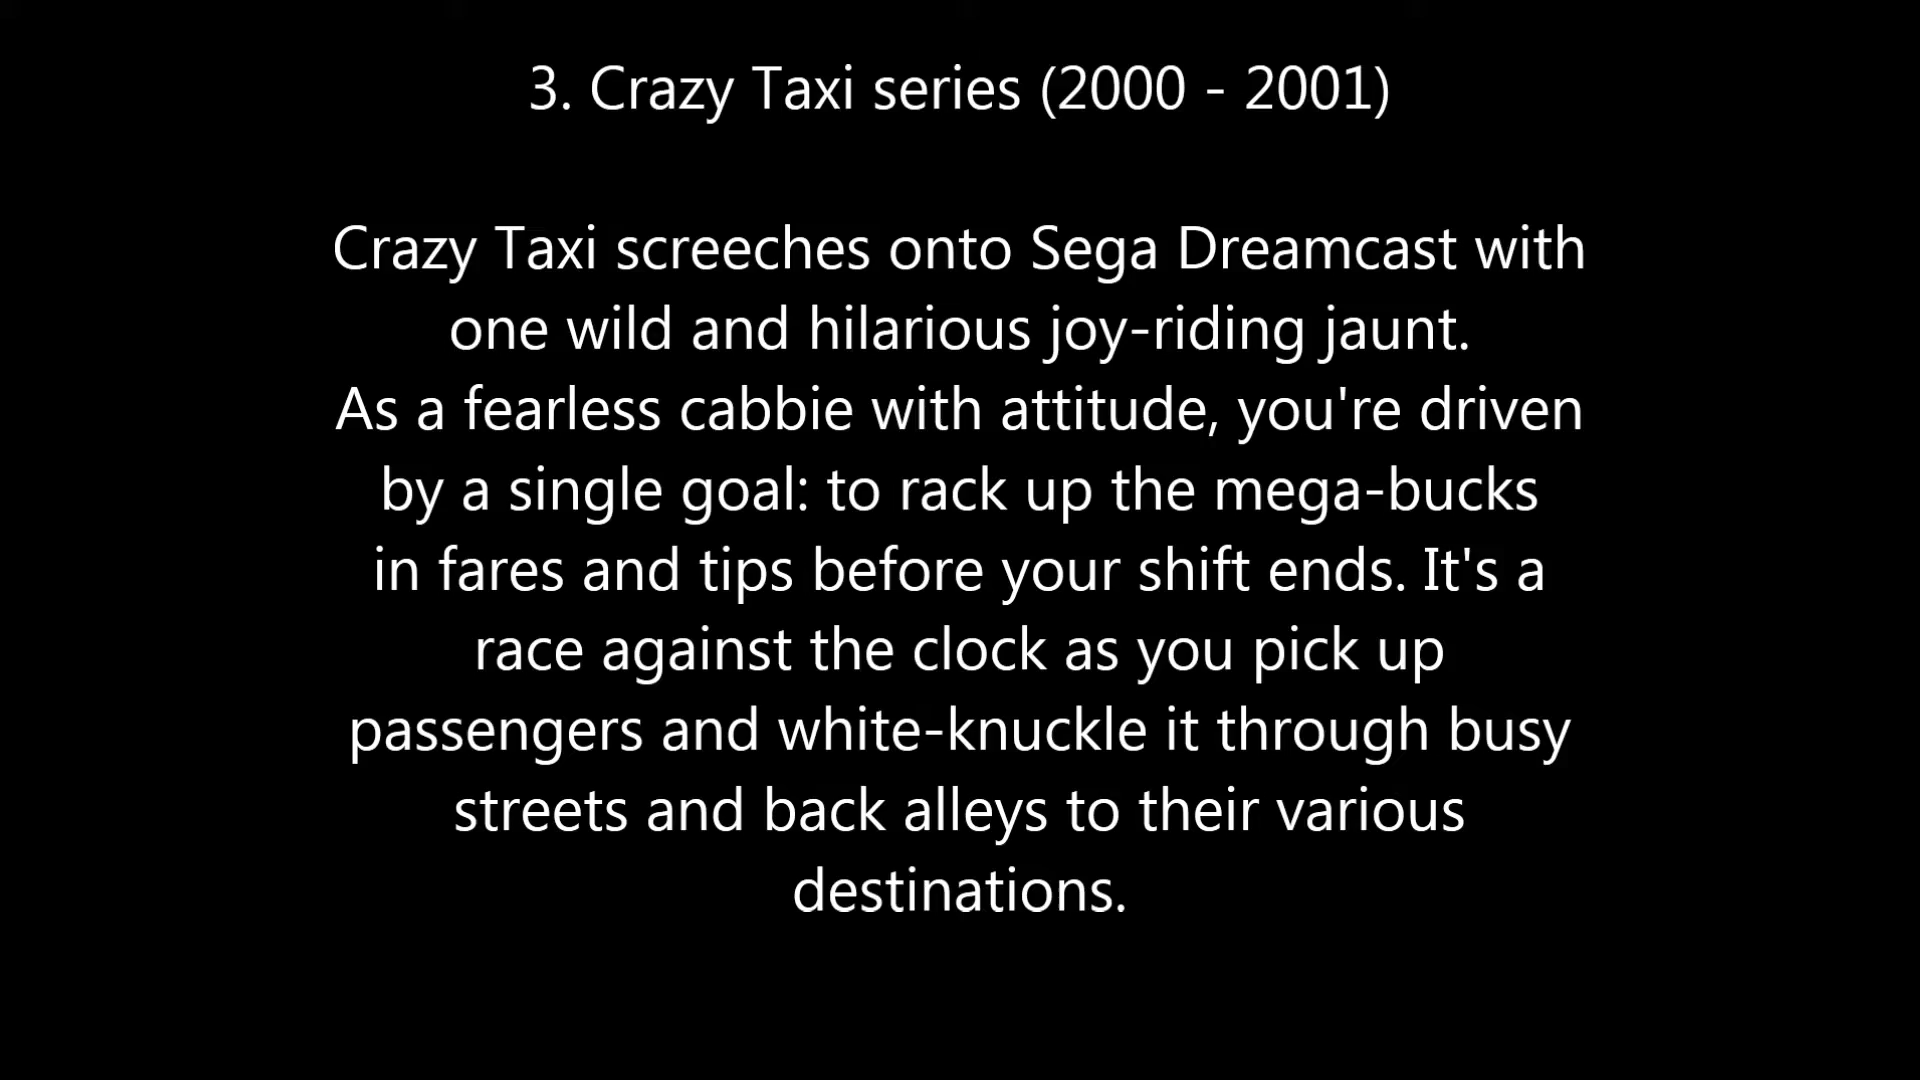 3. Crazy Taxi series (2000 - 2001)
Crazy Taxi screeches onto Sega Dreamcast with
one wild and hilarious joy-riding jaunt.
As a fearless cabbie with attitude, you're driven
by a single goal: to rack up the mega-bucks
in fares and tips before your shift ends. It's a
race against the clock as you pick up
passengers and white-knuckle it through busy
streets and back alleys to their various
destinations.